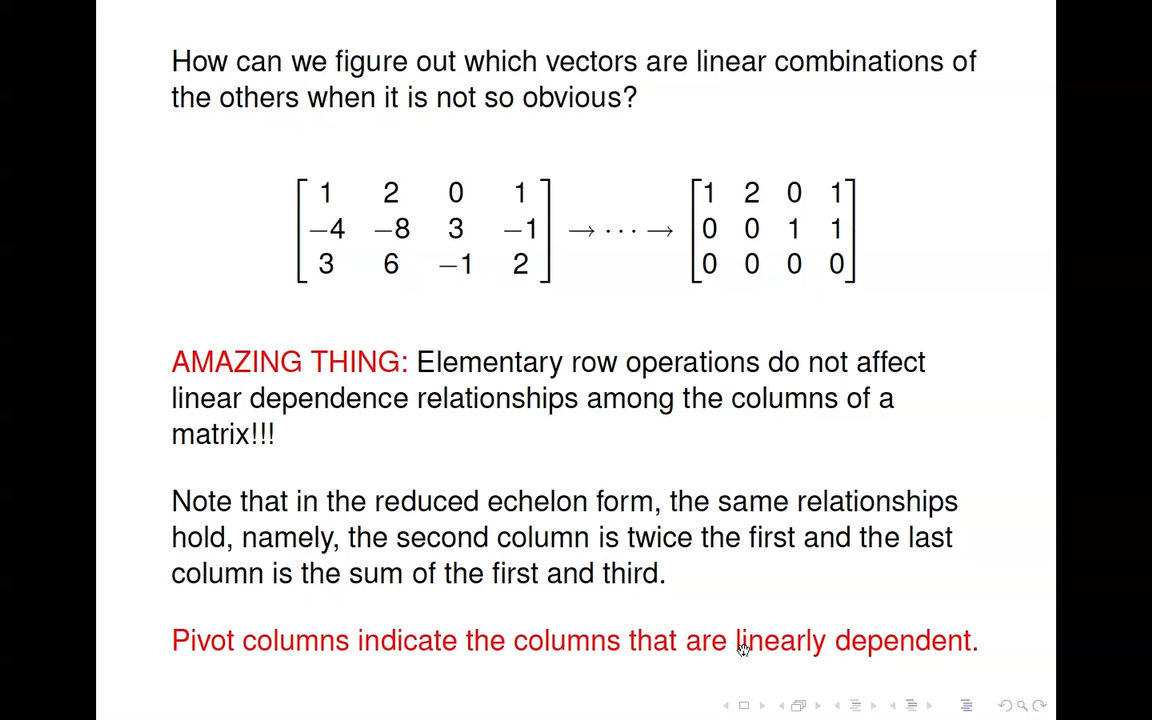 How can we figure out which vectors are linear combinations of
the others when it is not so obvious?
1 2 0 1 1 2 0 1
−4 −8 3 −1 → ··· → 0 0 1 1
3 6 −1 2 0 0 0 0
AMAZING THING: Elementary row operations do not affect
linear dependence relationships among the columns of a
matrix!!!
Note that in the reduced echelon form, the same relationships
hold, namely, the second column is twice the first and the last
column is the sum of the first and third.
Pivot columns indicate the columns that are linearly dependent.